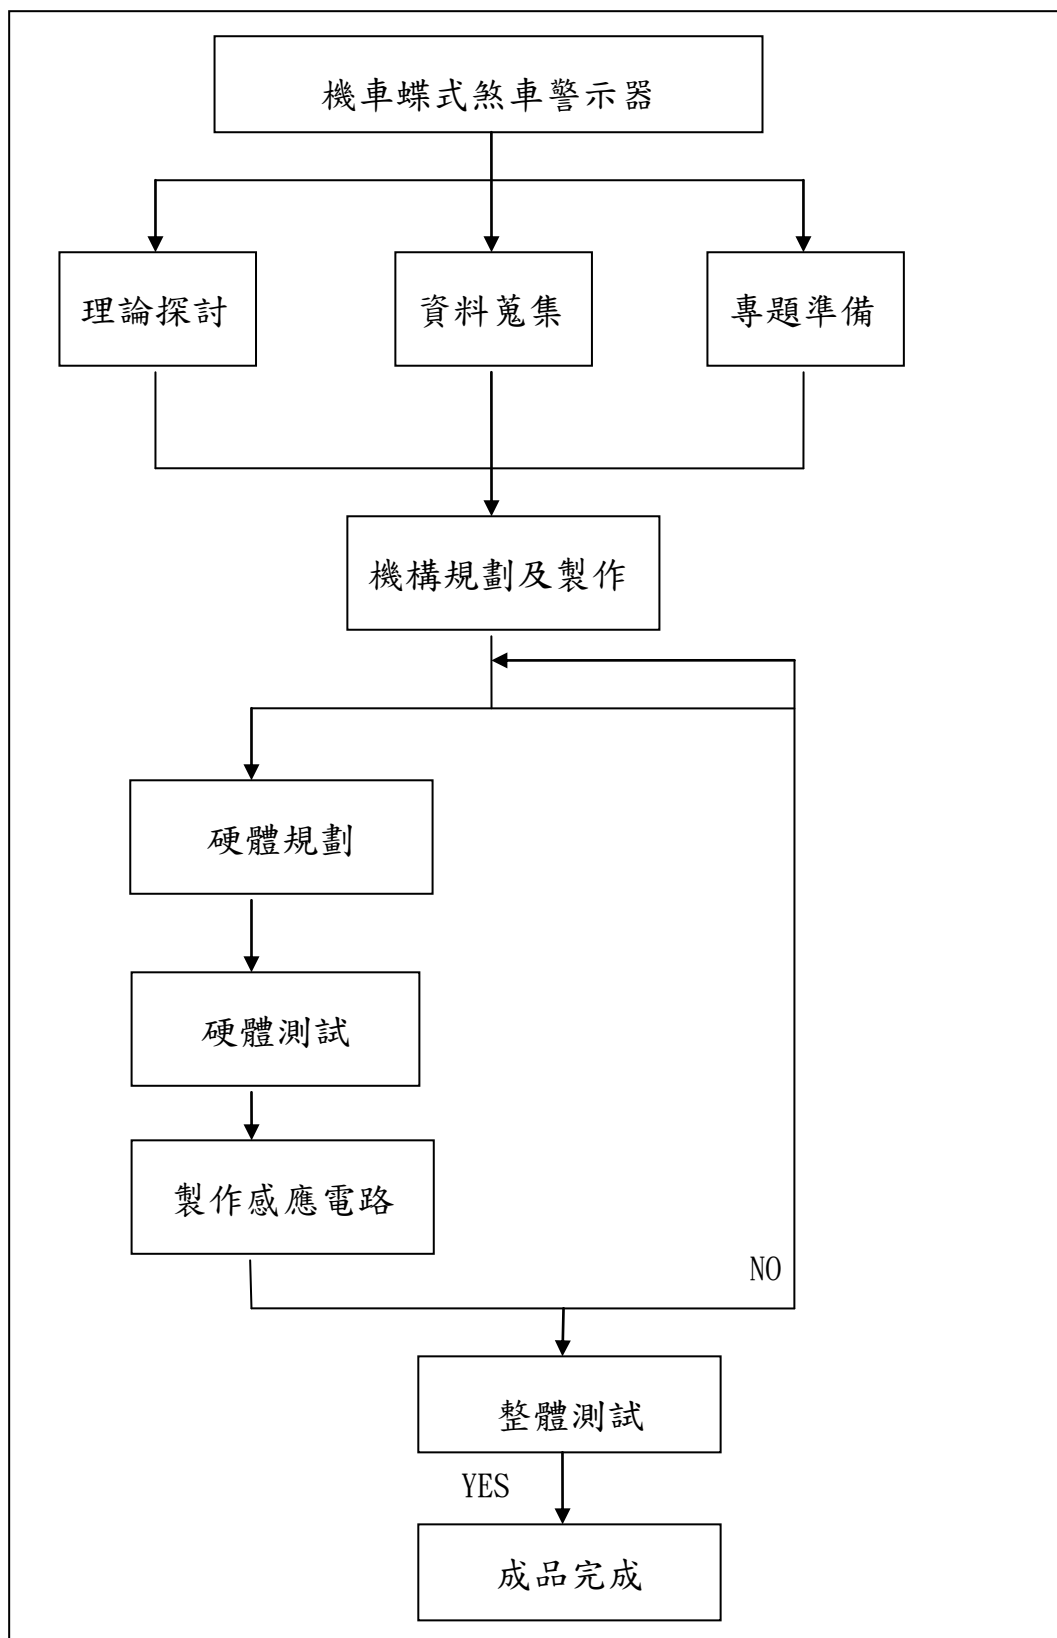 機車蝶式煞車警示器
理論探討
資料蒐集
專題準備
機構規劃及製作
硬體規劃
硬體測試
製作感應電路
NO
整體測試
YES
成品完成